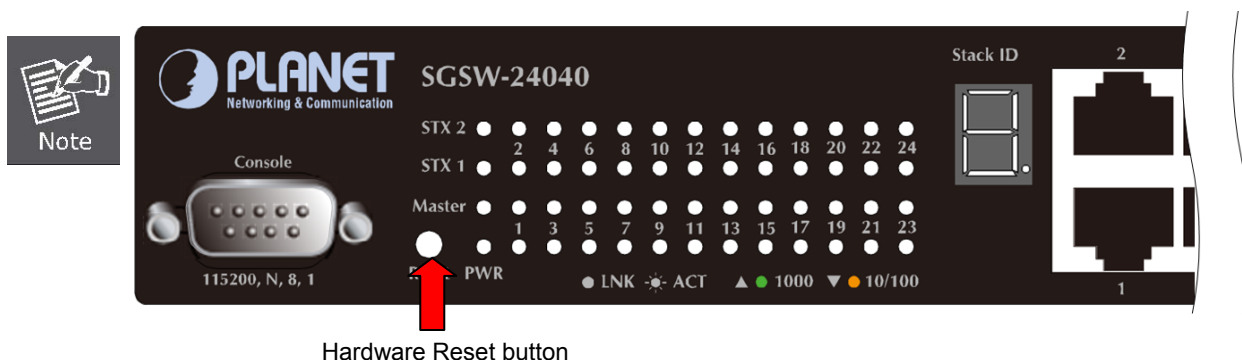 Note
PLANET
Networking & Communication
SGSW-24040
Stack ID
2
STX 2
2 4 6 8 10 12 14 16 18 20 22 24
STX 1
Console
Master
1 3 5 7 9 11 13 15 17 19 21 23
PWR
115200, N, 8, 1
LNK ACT ▲ 1000 ▼ 10/100
1
Hardware Reset button